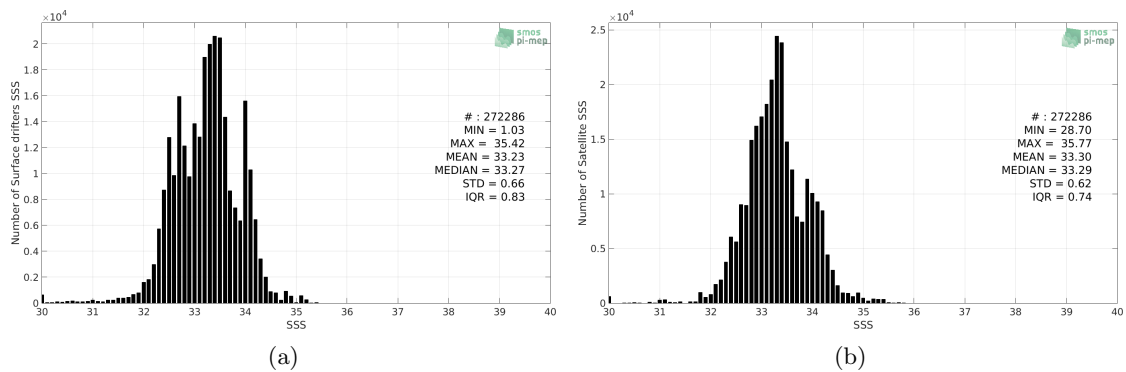 ×10⁴
smos
pi-mep
2
1.8
1.6
1.4
1.2
1
0.8
0.6
0.4
0.2
0
Number of Surface drifters SSS
# : 272286
MIN = 1.03
MAX = 35.42
MEAN = 33.23
MEDIAN = 33.27
STD = 0.66
IQR = 0.83
30 31 32 33 34 35 36 37 38 39 40
SSS
(a)
×10⁴
smos
pi-mep
2.5
2
1.5
1
0.5
0
Number of Satellite SSS
# : 272286
MIN = 28.70
MAX = 35.77
MEAN = 33.30
MEDIAN = 33.29
STD = 0.62
IQR = 0.74
30 31 32 33 34 35 36 37 38 39 40
SSS
(b)